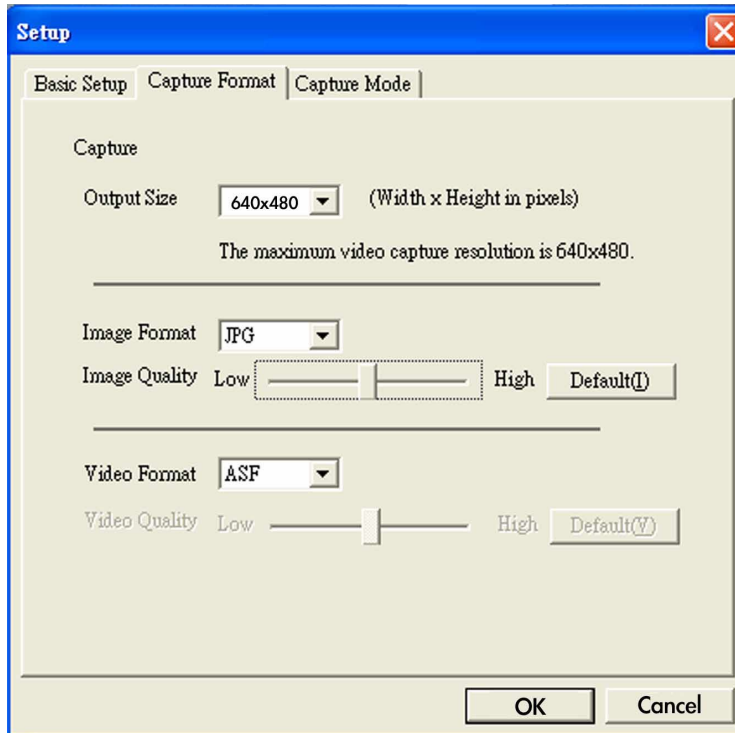 Setup
Basic Setup Capture Format Capture Mode
Capture
Output Size 640x480 (Width x Height in pixels)
The maximum video capture resolution is 640x480.
Image Format JPG
Image Quality Low High Default(I)
Video Format ASF
Video Quality Low High Default(V)
OK Cancel